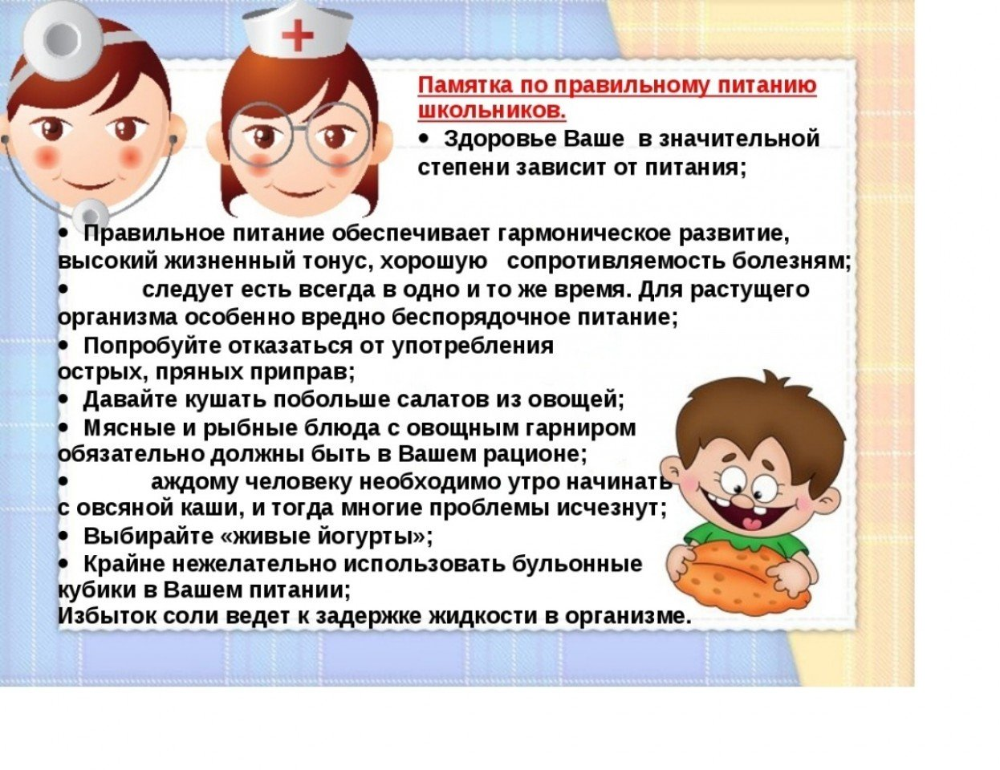 Памятка по правильному питанию
школьников.
• Здоровье Ваше в значительной
степени зависит от питания;
• Правильное питание обеспечивает гармоническое развитие,
высокий жизненный тонус, хорошую сопротивляемость болезням;
• следует есть всегда в одно и то же время. Для растущего
организма особенно вредно беспорядочное питание;
• Попробуйте отказаться от употребления
острых, пряных приправ;
• Давайте кушать побольше салатов из овощей;
• Мясные и рыбные блюда с овощным гарниром
обязательно должны быть в Вашем рационе;
• аждому человеку необходимо утро начинать
с овсяной каши, и тогда многие проблемы исчезнут;
• Выбирайте «живые йогурты»;
• Крайне нежелательно использовать бульонные
кубики в Вашем питании;
Избыток соли ведет к задержке жидкости в организме.